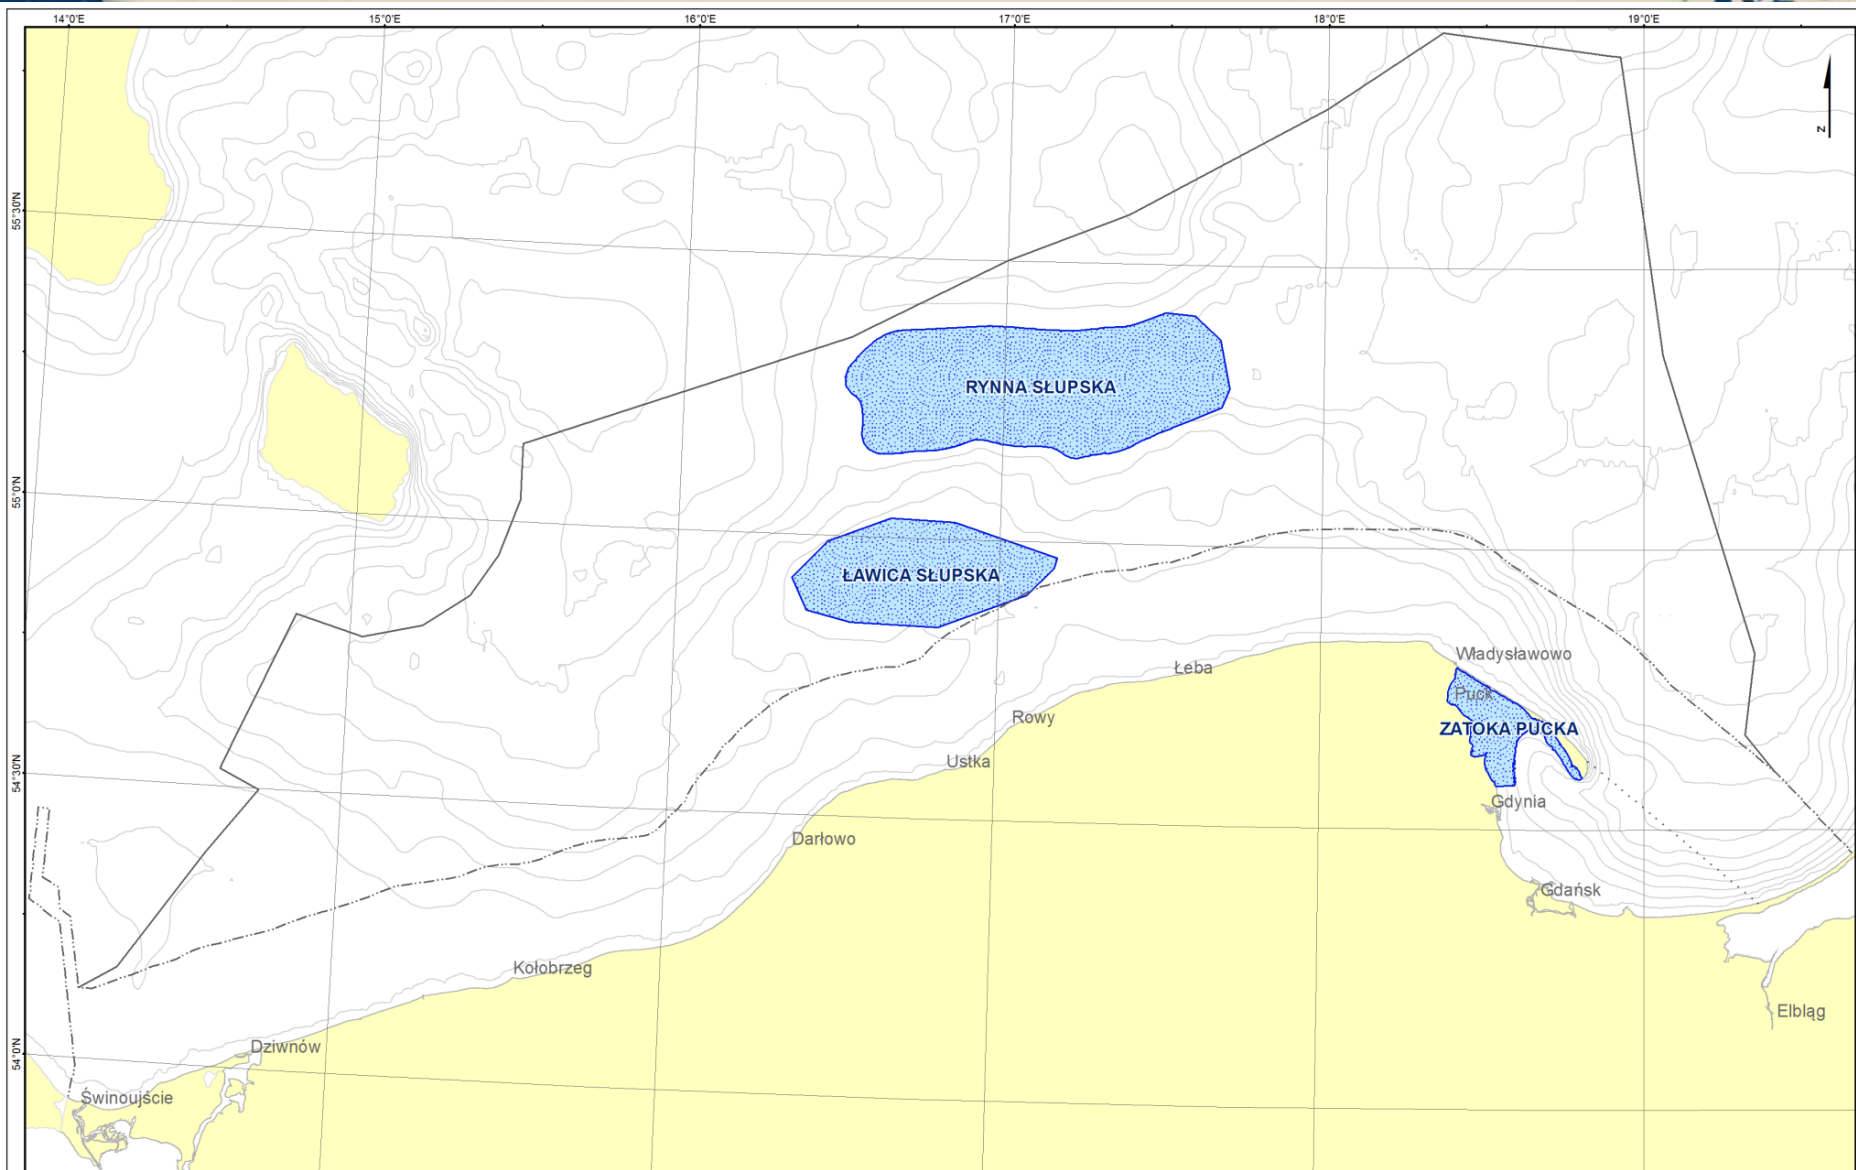 14°0'E 15°0'E 16°0'E 17°0'E 18°0'E 19°0'E
55°30'N
N
RYNNA SŁUPSKA
55°0'N
ŁAWICA SŁUPSKA
Władysławowo
Łeba
Puck
Rowy
ZATOKA PUCKA
Ustka
54°30'N
Gdynia
Darłowo
Gdańsk
Kołobrzeg
Elbląg
Dziwnów
54°0'N
Świnoujście